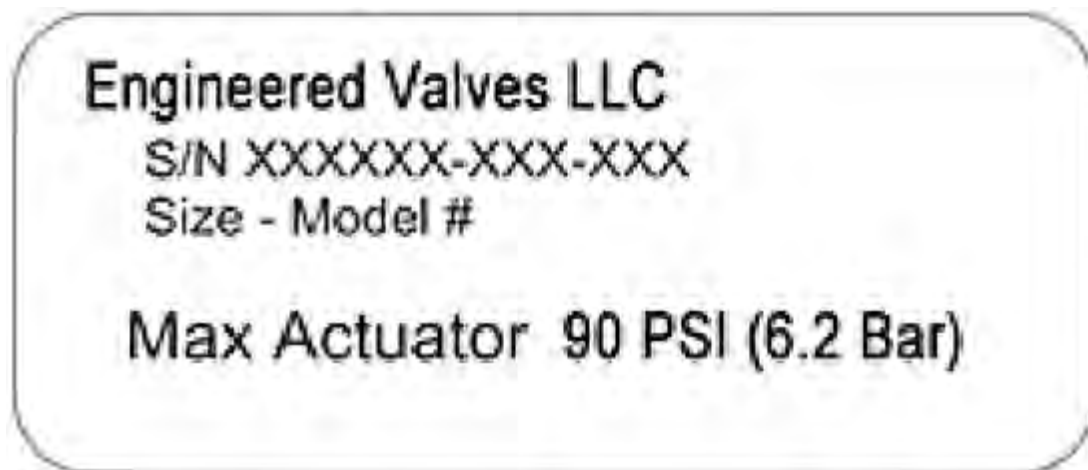 Engineered Valves LLC
S/N XXXXXX-XXX-XXX
Size - Model #
Max Actuator 90 PSI (6.2 Bar)